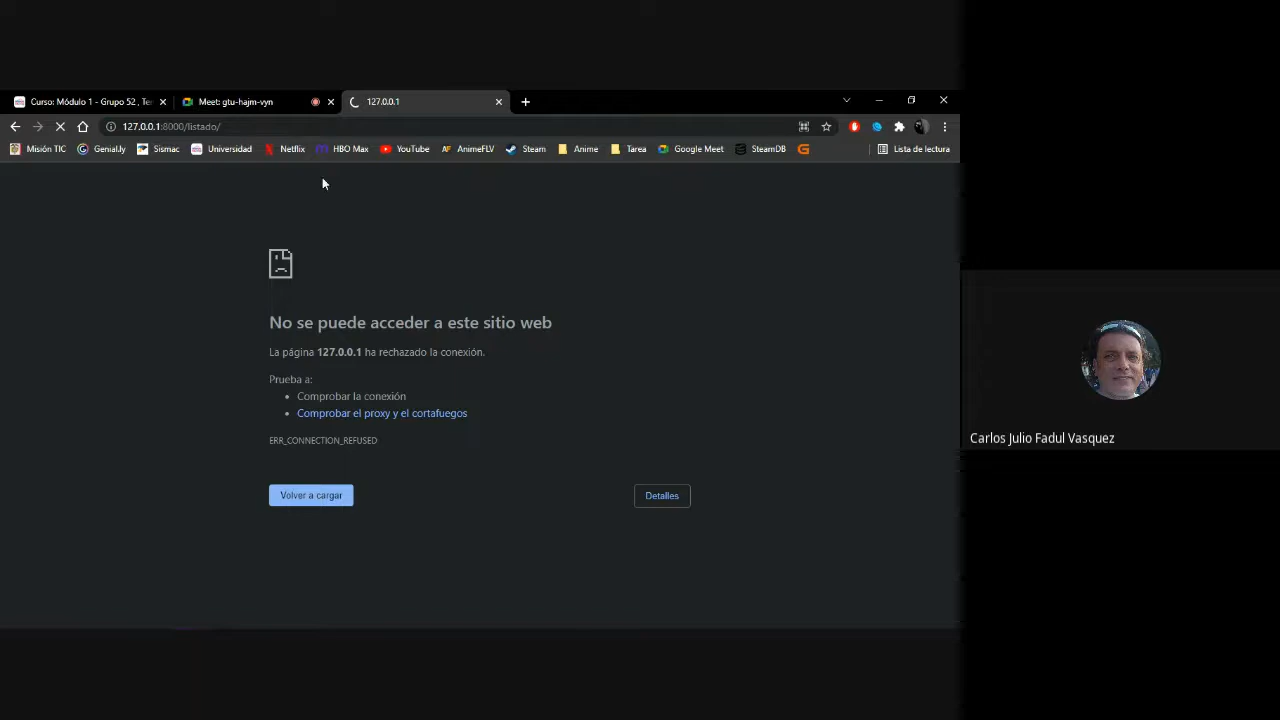 Curso: Módulo 1 - Grupo 52 , Ter
Meet: gtu-hajm-vyn
127.0.0.1
127.0.0.1:8000/listado/
Misión TIC
Genial.ly
Sismac
Universidad
Netflix
HBO Max
YouTube
AnimeFLV
Steam
Anime
Tarea
Google Meet
SteamDB
Lista de lectura
No se puede acceder a este sitio web
La página 127.0.0.1 ha rechazado la conexión.
Prueba a:
Comprobar la conexión
Comprobar el proxy y el cortafuegos
ERR_CONNECTION_REFUSED
Volver a cargar
Detalles
Carlos Julio Fadul Vasquez